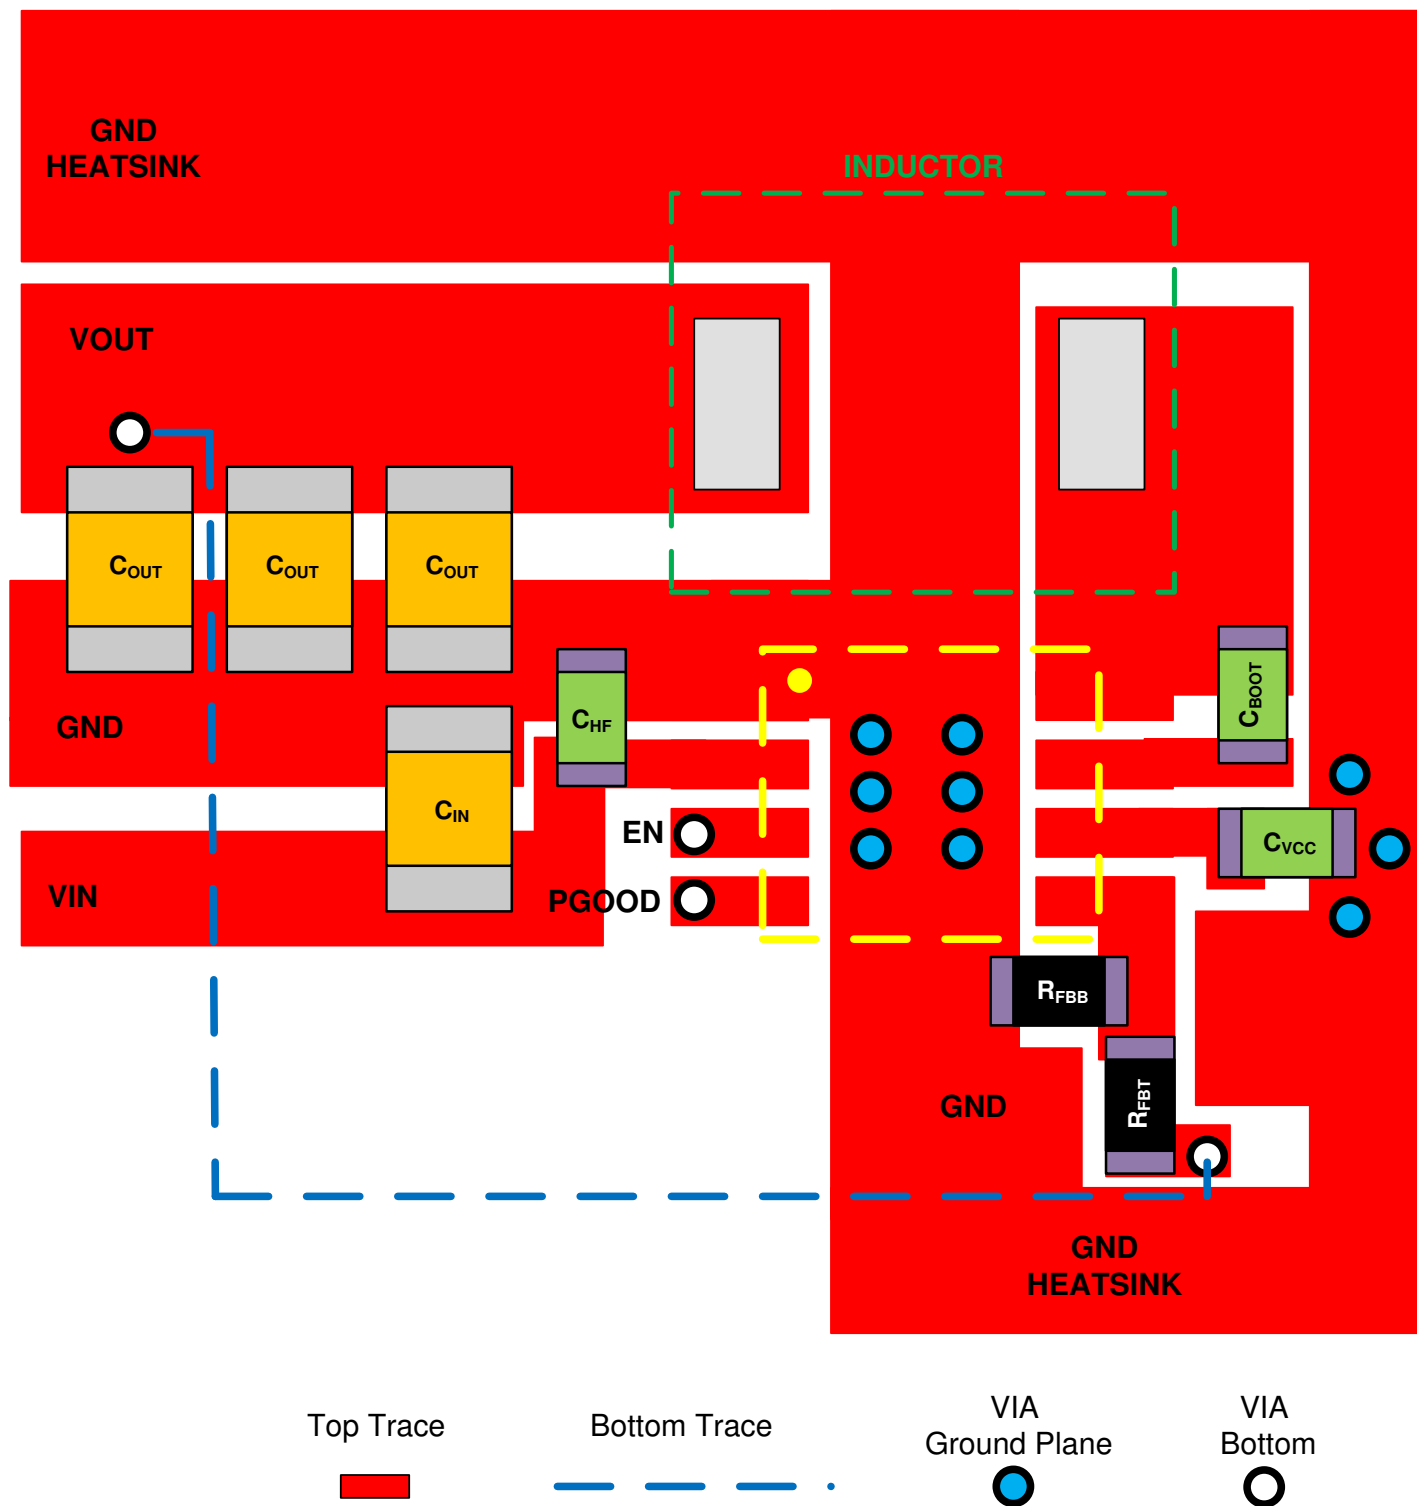 GND
HEATSINK
INDUCTOR
VOUT
COUT
COUT
COUT
CBOOT
CHF
GND
CIN
EN
CVCC
VIN
PGOOD
RFBB
GND
RFBT
GND
HEATSINK
Top Trace
Bottom Trace
VIA
Ground Plane
VIA
Bottom